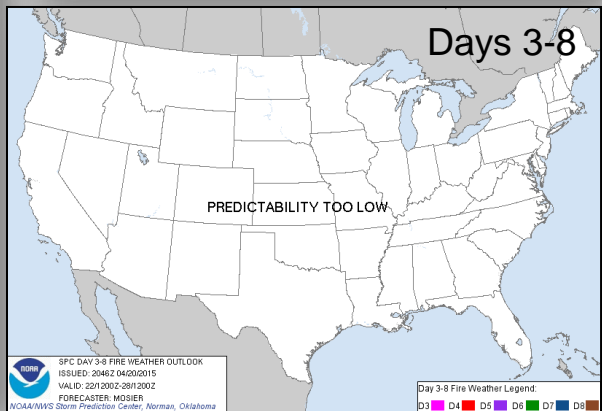 Days 3-8
PREDICTABILITY TOO LOW
NOAA
SPC DAY 3-8 FIRE WEATHER OUTLOOK
ISSUED: 2046Z 04/20/2015
VALID: 22/1200Z-28/1200Z
FORECASTER: MOSIER
NOAA/NWS Storm Prediction Center, Norman, Oklahoma
Day 3-8 Fire Weather Legend:
D3 D4 D5 D6 D7 D8